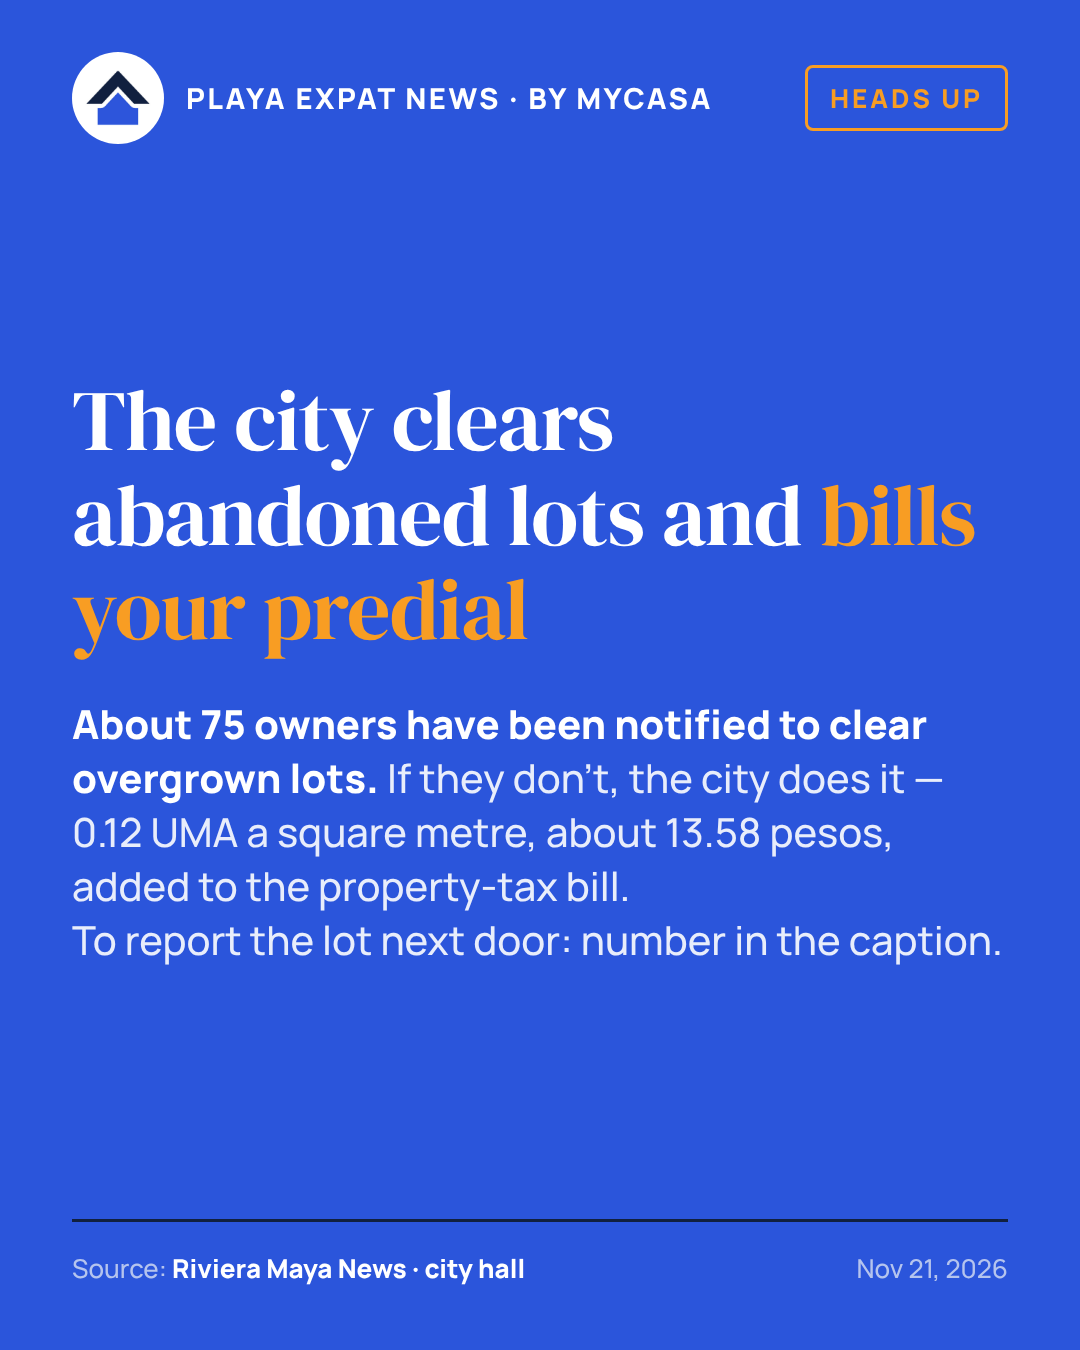 PLAYA EXPAT NEWS · BY MYCASA
HEADS UP
The city clears
abandoned lots and bills
your predial
About 75 owners have been notified to clear
overgrown lots. If they don’t, the city does it —
0.12 UMA a square metre, about 13.58 pesos,
added to the property-tax bill.
To report the lot next door: number in the caption.
Source: Riviera Maya News · city hall
Nov 21, 2026